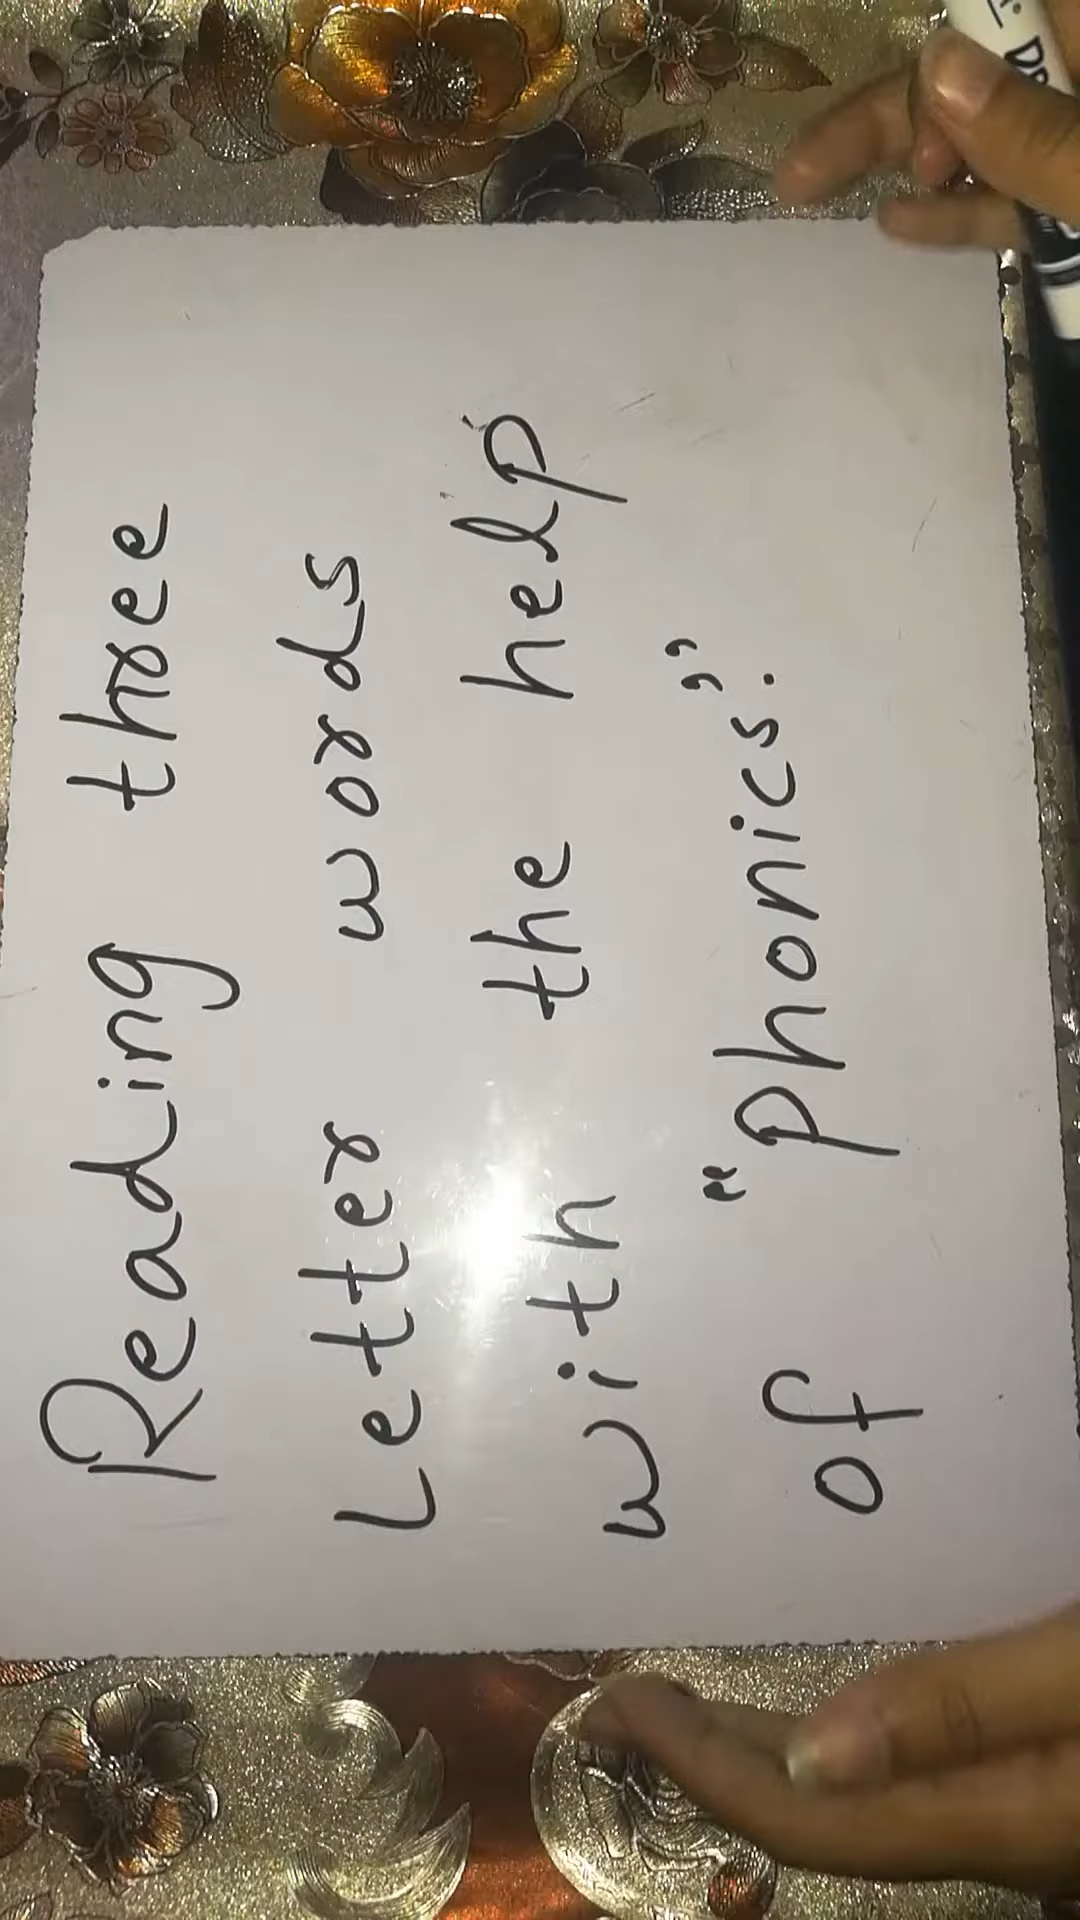 Reading three
Letter words
with the help
of "phonics".